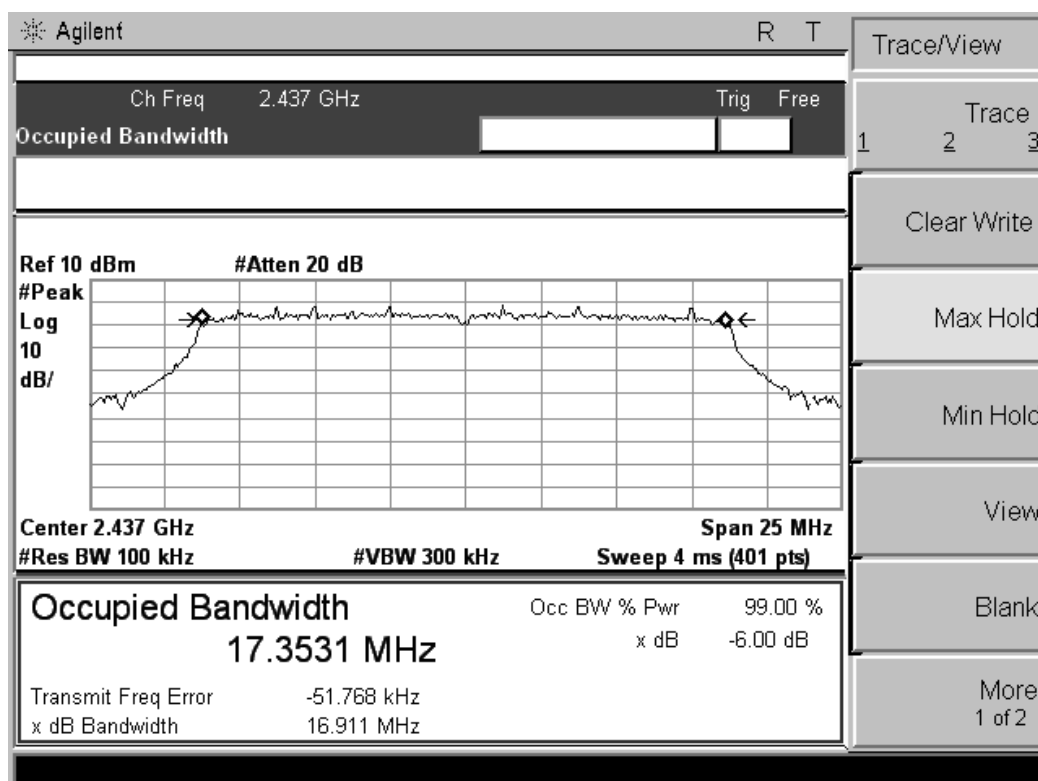 Agilent R T
Ch Freq 2.437 GHz Trig Free
Occupied Bandwidth
Ref 10 dBm #Atten 20 dB
#Peak
Log
10
dB/
Center 2.437 GHz Span 25 MHz
#Res BW 100 kHz #VBW 300 kHz Sweep 4 ms (401 pts)
Occupied Bandwidth
17.3531 MHz
Occ BW % Pwr 99.00 %
x dB -6.00 dB
Transmit Freq Error -51.768 kHz
x dB Bandwidth 16.911 MHz
Trace/View
Trace
1 2 3
Clear Write
Max Hold
Min Hold
View
Blank
More
1 of 2